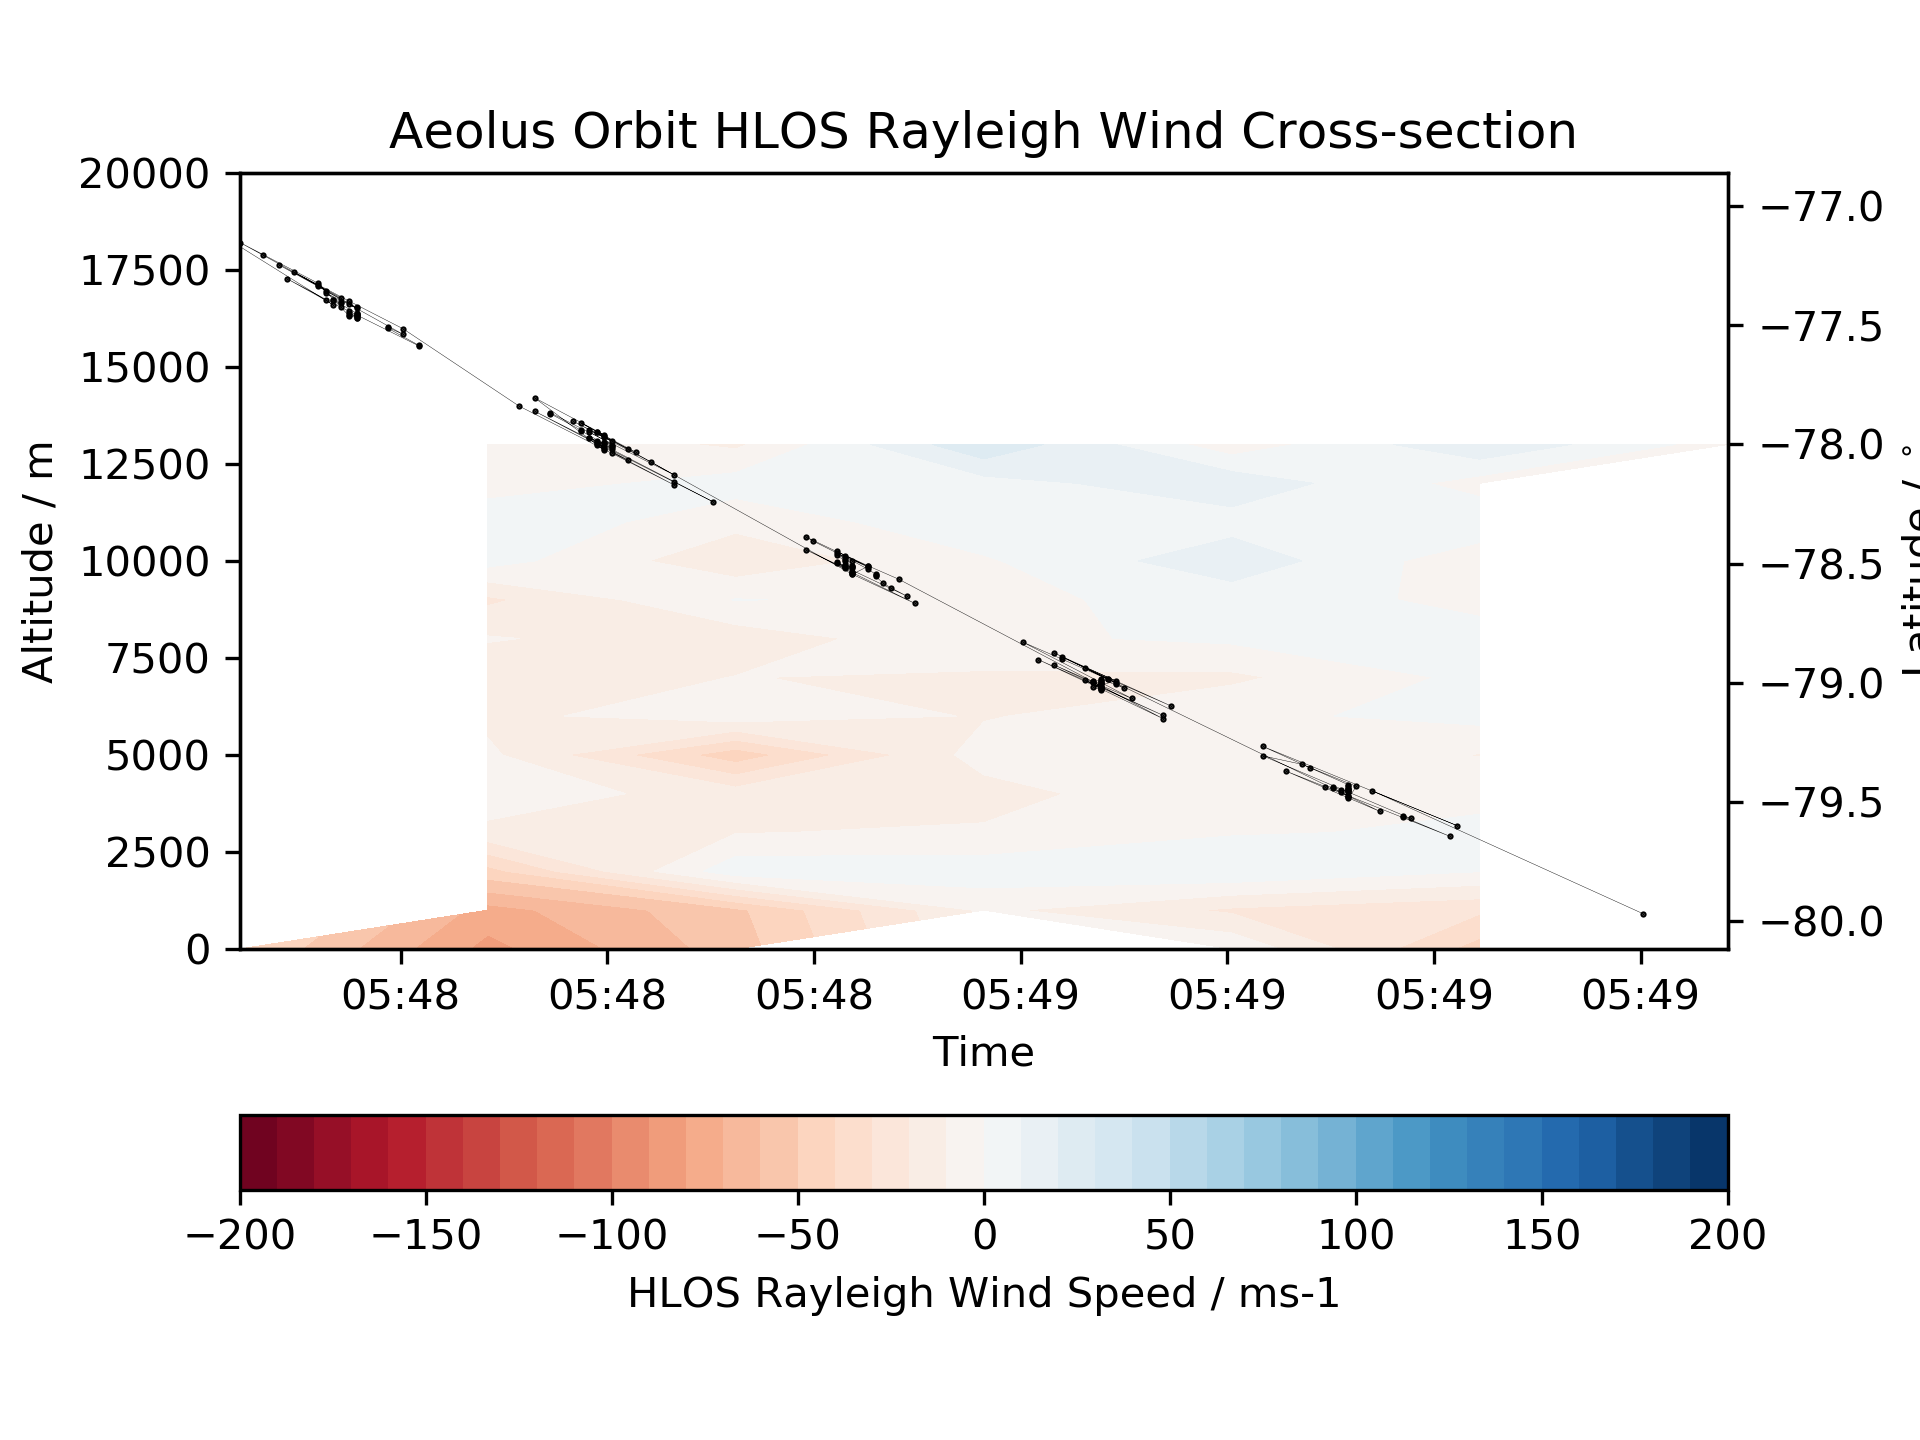 Aeolus Orbit HLOS Rayleigh Wind Cross-section
20000
17500
15000
12500
10000
7500
5000
2500
0
Altitude / m
−77.0
−77.5
−78.0
−78.5
−79.0
−79.5
−80.0
Latitude / °
05:48 05:48 05:48 05:49 05:49 05:49 05:49
Time
−200 −150 −100 −50 0 50 100 150 200
HLOS Rayleigh Wind Speed / ms-1